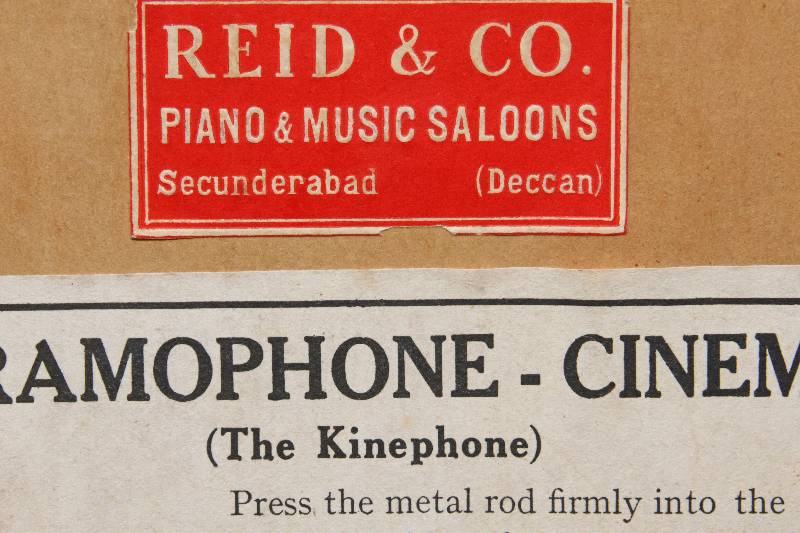 REID & CO.
PIANO & MUSIC SALOONS
Secunderabad (Deccan)
RAMOPHONE - CINEM
(The Kinephone)
Press the metal rod firmly into the